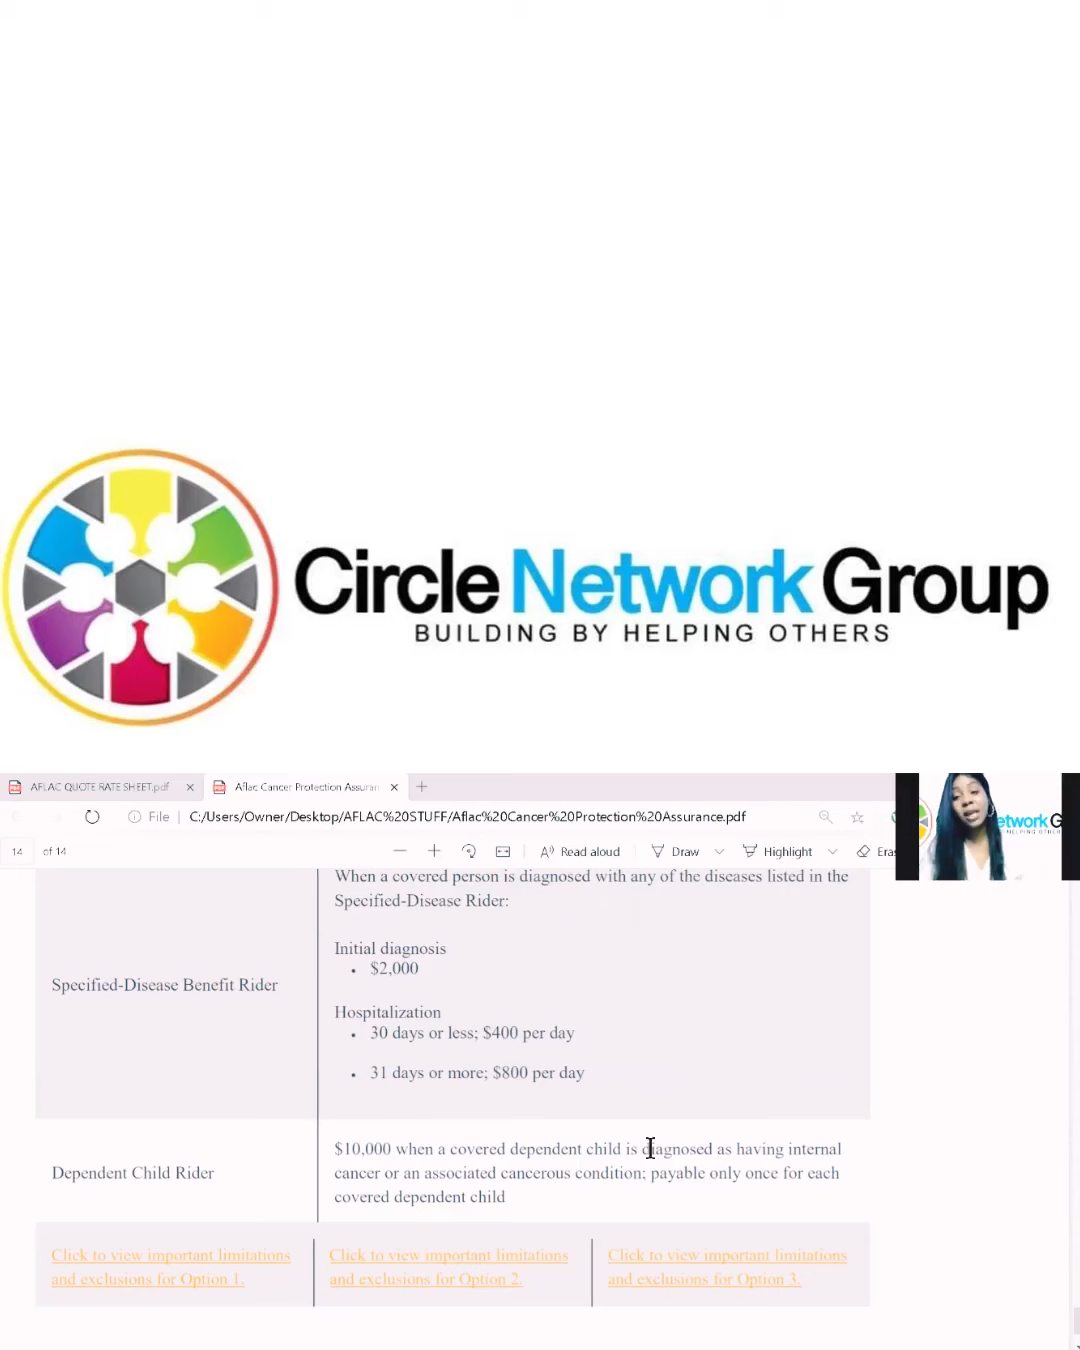 Circle Network Group
BUILDING BY HELPING OTHERS
AFLAC QUOTE RATE SHEET.pdf
Aflac Cancer Protection Assuran
File
C:/Users/Owner/Desktop/AFLAC%20STUFF/Aflac%20Cancer%20Protection%20Assurance.pdf
etwork G
14 of 14
Read aloud
Draw
Highlight
Eras
When a covered person is diagnosed with any of the diseases listed in the
Specified-Disease Rider:
Initial diagnosis
• $2,000
Specified-Disease Benefit Rider
Hospitalization
• 30 days or less; $400 per day
• 31 days or more; $800 per day
$10,000 when a covered dependent child is diagnosed as having internal
Dependent Child Rider
cancer or an associated cancerous condition; payable only once for each
covered dependent child
Click to view important limitations
and exclusions for Option 1.
Click to view important limitations
and exclusions for Option 2.
Click to view important limitations
and exclusions for Option 3.